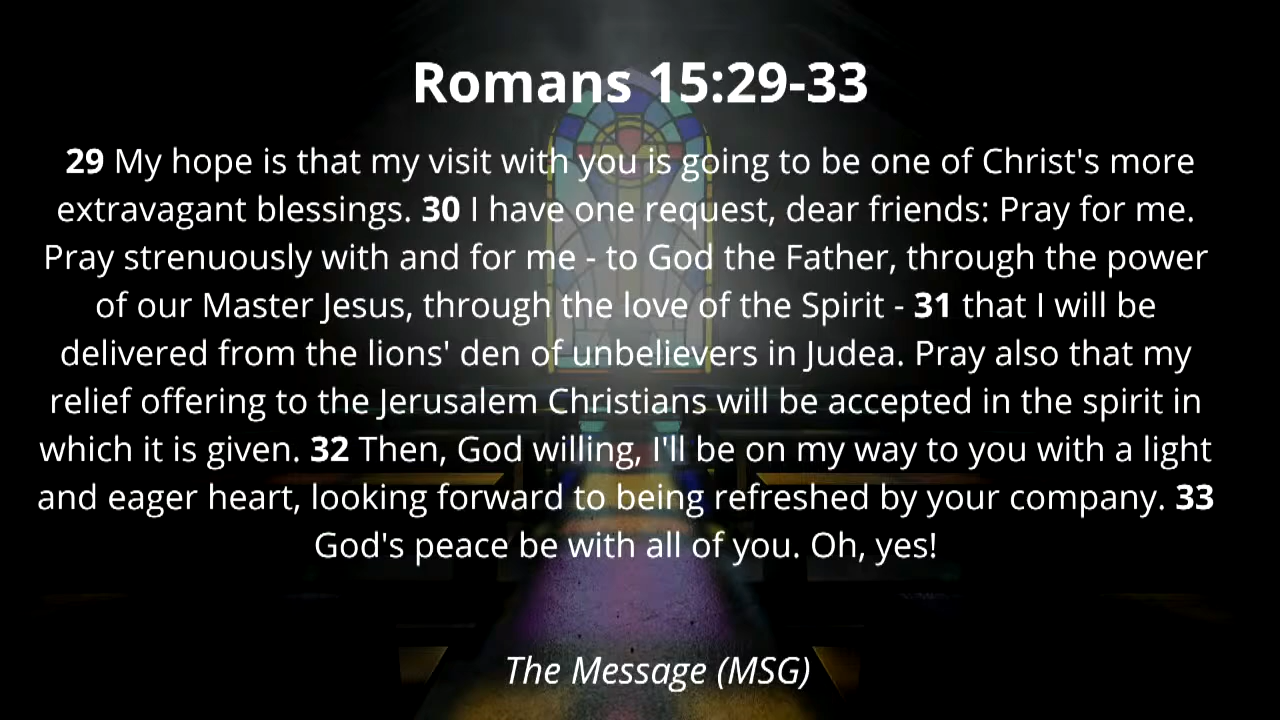 Romans 15:29-33
29 My hope is that my visit with you is going to be one of Christ's more
extravagant blessings. 30 I have one request, dear friends: Pray for me.
Pray strenuously with and for me - to God the Father, through the power
of our Master Jesus, through the love of the Spirit - 31 that I will be
delivered from the lions' den of unbelievers in Judea. Pray also that my
relief offering to the Jerusalem Christians will be accepted in the spirit in
which it is given. 32 Then, God willing, I'll be on my way to you with a light
and eager heart, looking forward to being refreshed by your company. 33
God's peace be with all of you. Oh, yes!
The Message (MSG)